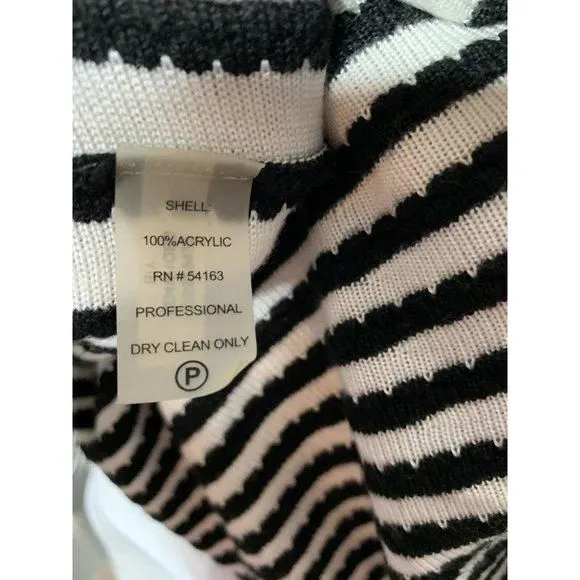 SHELL:
100%ACRYLIC
RN # 54163
PROFESSIONAL
DRY CLEAN ONLY
P